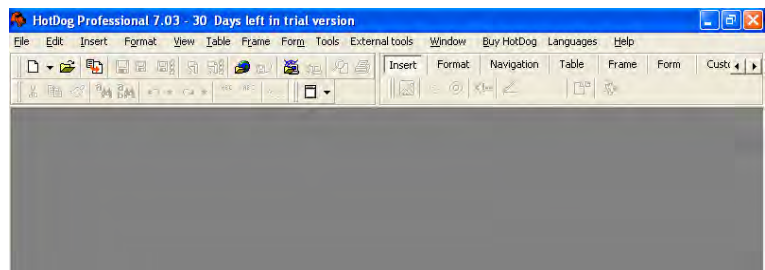 HotDog Professional 7.03 - 30 Days left in trial version
File Edit Insert Format View Table Frame Form Tools External tools Window Buy HotDog Languages Help
Insert Format Navigation Table Frame Form